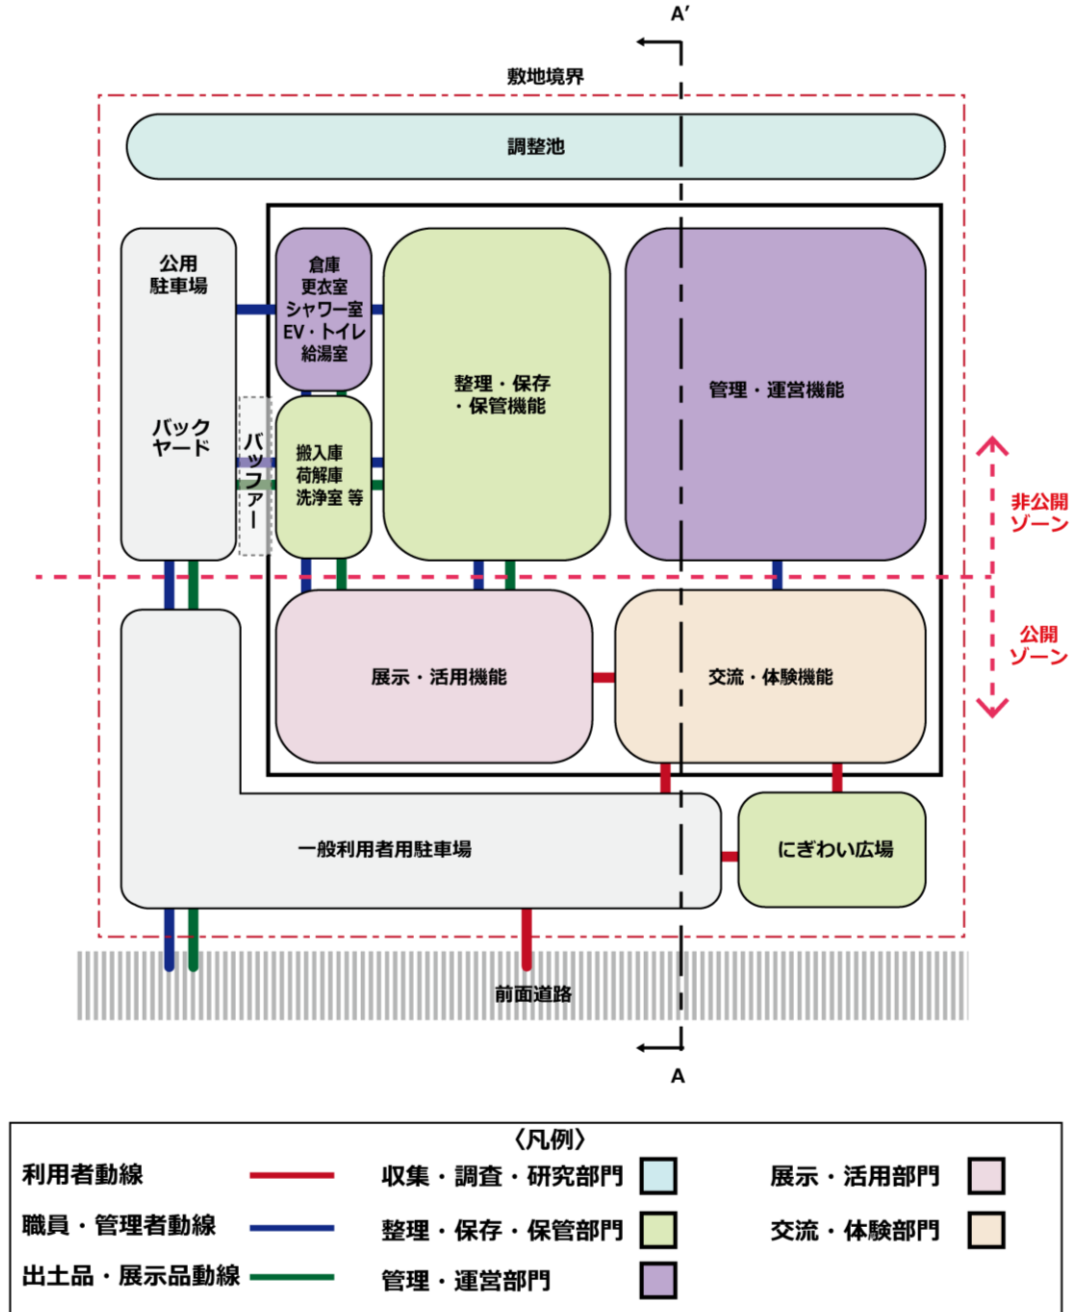 A′
敷地境界
調整池
公用
駐車場
倉庫
更衣室
シャワー室
EV・トイレ
給湯室
整理・保存
・保管機能
管理・運営機能
バック
ヤード
バッファー
搬入庫
荷解庫
洗浄室 等
非公開
ゾーン
公開
ゾーン
展示・活用機能
交流・体験機能
一般利用者用駐車場
にぎわい広場
前面道路
A
〈凡例〉
利用者動線
職員・管理者動線
出土品・展示品動線
収集・調査・研究部門
整理・保存・保管部門
管理・運営部門
展示・活用部門
交流・体験部門